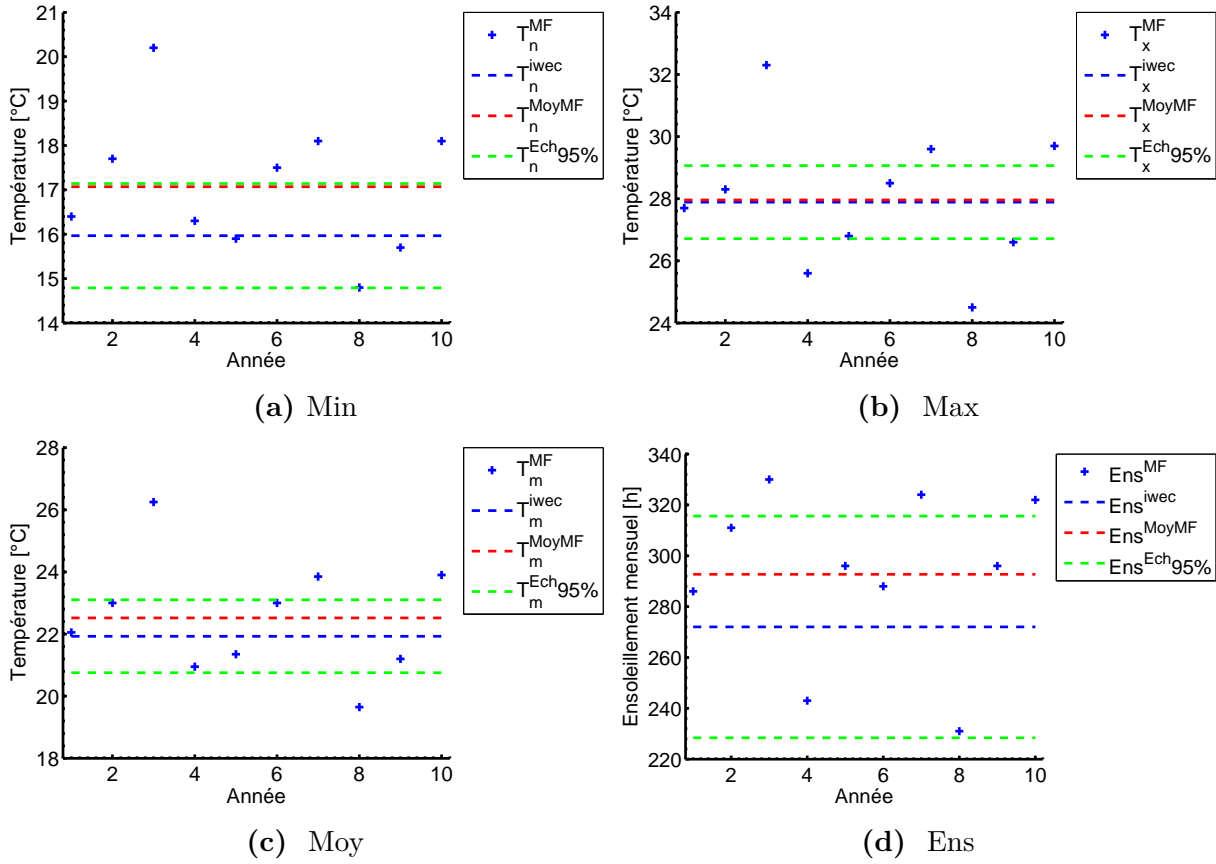 21
20
19
18
17
16
15
14
2 4 6 8 10
Température [°C]
Année
T_n^MF
T_n^iwec
T_n^MoyMF
T_n^Ech95%
(a) Min
34
32
30
28
26
24
2 4 6 8 10
Température [°C]
Année
T_x^MF
T_x^iwec
T_x^MoyMF
T_x^Ech95%
(b) Max
28
26
24
22
20
18
2 4 6 8 10
Température [°C]
Année
T_m^MF
T_m^iwec
T_m^MoyMF
T_m^Ech95%
(c) Moy
340
320
300
280
260
240
220
2 4 6 8 10
Ensoleillement mensuel [h]
Année
Ens^MF
Ens^iwec
Ens^MoyMF
Ens^Ech95%
(d) Ens